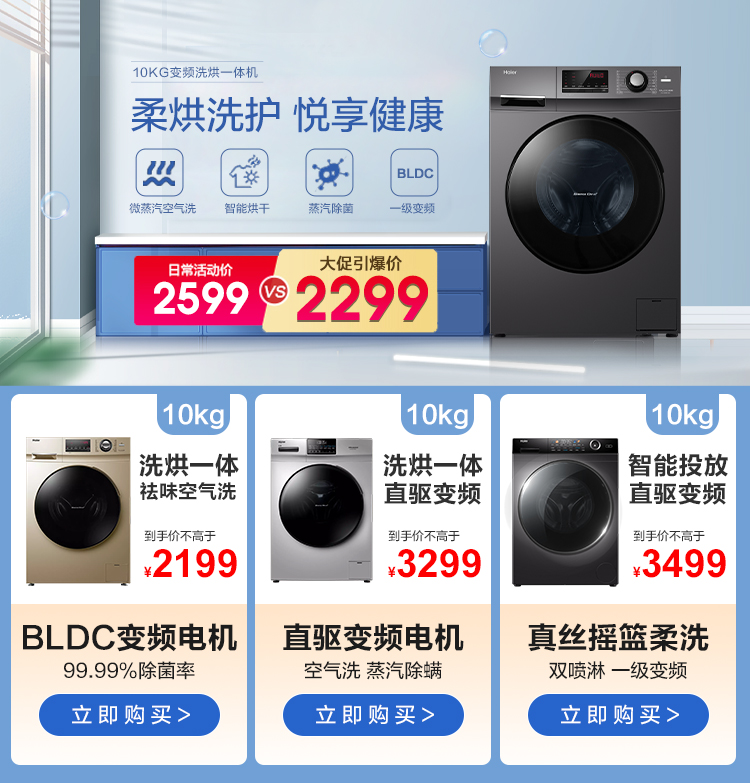 10KG变频洗烘一体机
柔烘洗护 悦享健康
BLDC
微蒸汽空气洗 智能烘干 蒸汽除菌 一级变频
日常活动价
2599
VS
大促引爆价
2299
Haier
10kg
洗烘一体
祛味空气洗
到手价不高于
¥2199
BLDC变频电机
99.99%除菌率
立即购买>
10kg
洗烘一体
直驱变频
到手价不高于
¥3299
直驱变频电机
空气洗 蒸汽除螨
立即购买>
10kg
智能投放
直驱变频
到手价不高于
¥3499
真丝摇篮柔洗
双喷淋 一级变频
立即购买>